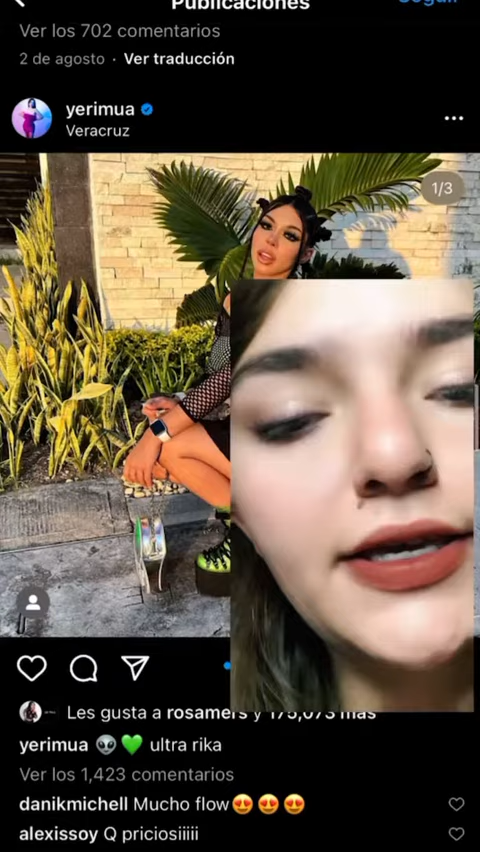 Publicaciones
Ver los 702 comentarios
2 de agosto · Ver traducción
yerimua
Veracruz
1/3
Les gusta a rosamers y 175,073 más
yerimua 👽💚 ultra rika
Ver los 1,423 comentarios
danikmichell Mucho flow😍😍😍
alexissoy Q priciosiiiii